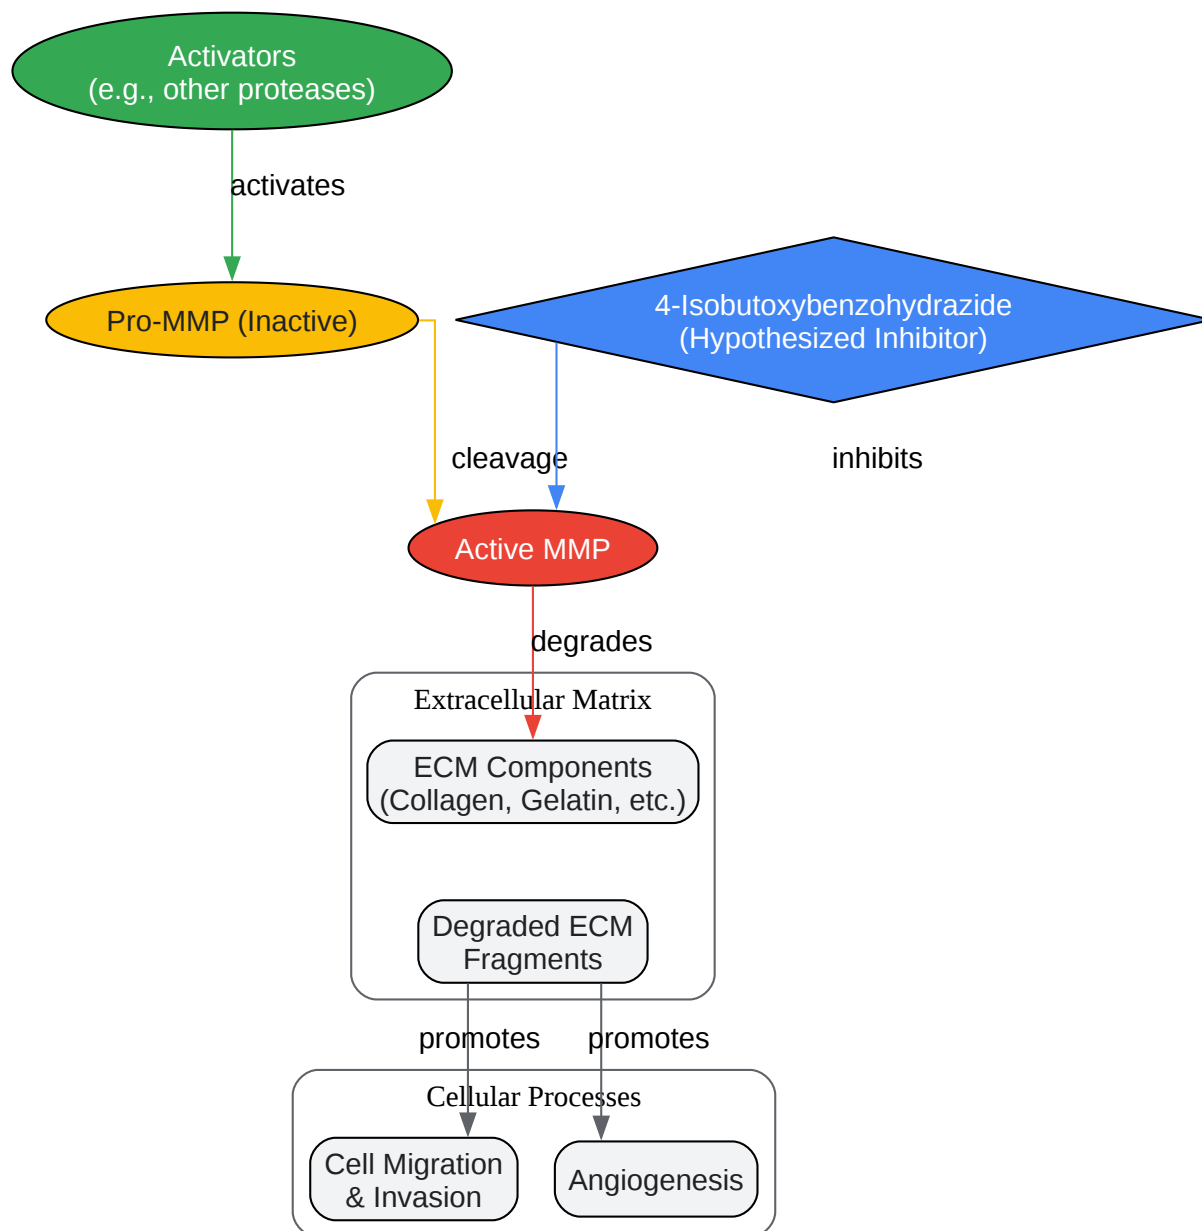 Activators
(e.g., other proteases)
activates
Pro-MMP (Inactive)
4-Isobutoxybenzohydrazide
(Hypothesized Inhibitor)
cleavage
inhibits
Active MMP
degrades
Extracellular Matrix
ECM Components
(Collagen, Gelatin, etc.)
Degraded ECM
Fragments
promotes
promotes
Cellular Processes
Cell Migration
& Invasion
Angiogenesis